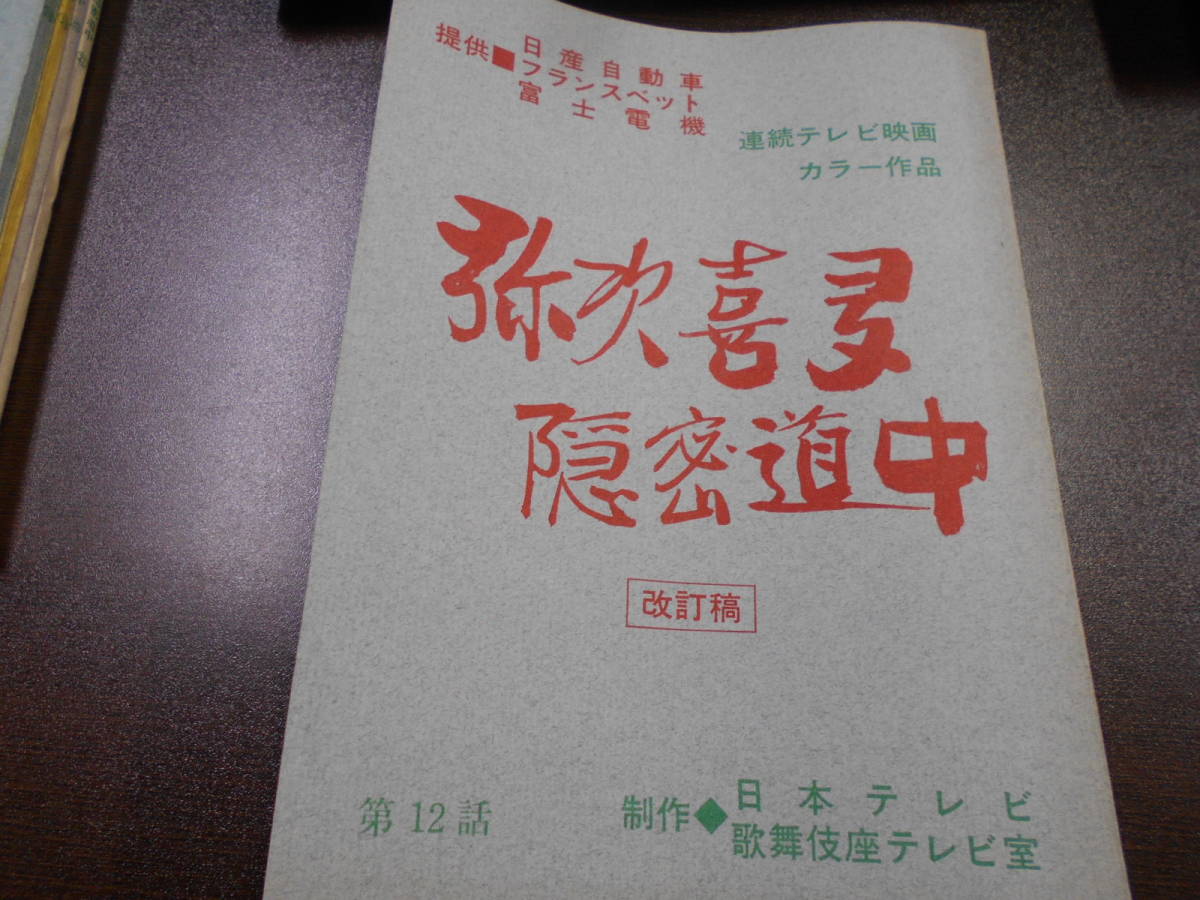 提供■日産自動車
フランスベット
富士電機
連続テレビ映画
カラー作品
弥次喜多
隠密道中
改訂稿
第12話
制作◆日本テレビ
歌舞伎座テレビ室